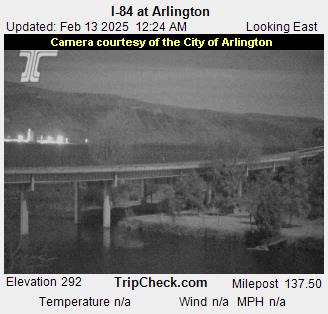 I-84 at Arlington
Updated: Feb 13 2025 12:24 AM Looking East
Camera courtesy of the City of Arlington
Elevation 292 TripCheck.com Milepost 137.50
Temperature n/a Wind n/a MPH n/a